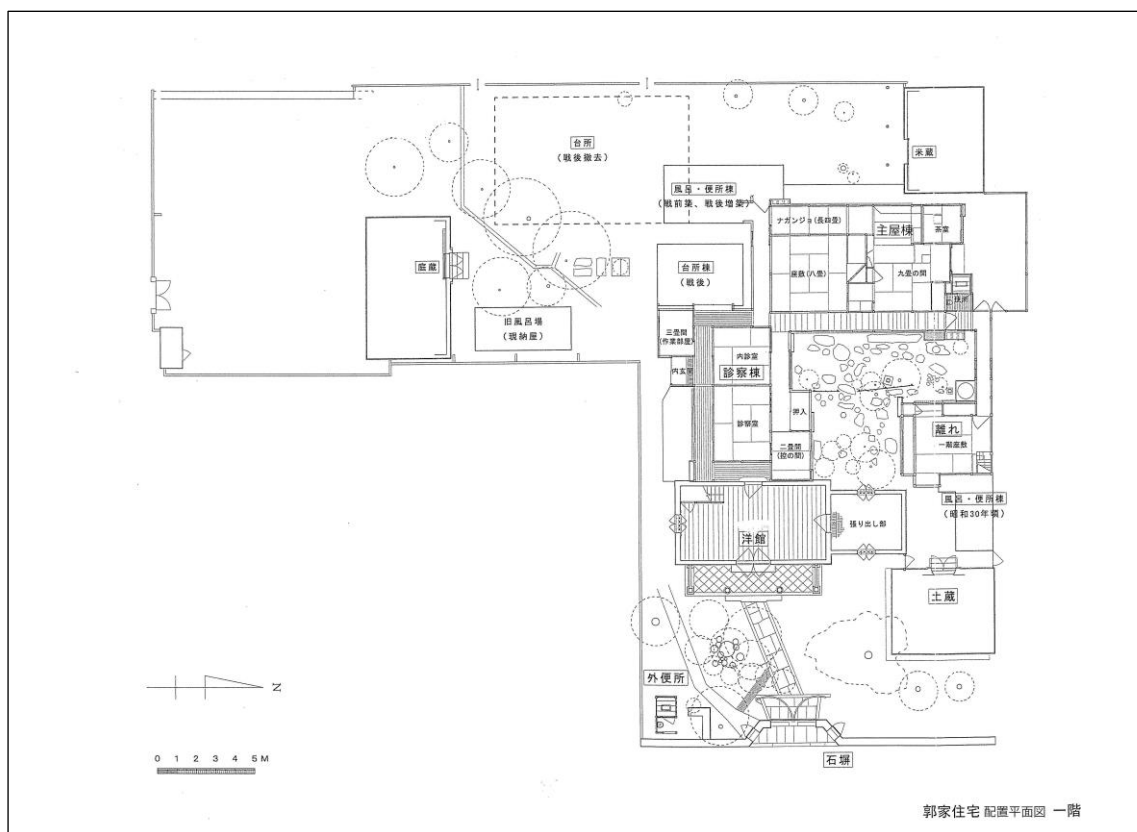 台所
(戦後撤去)
米蔵
風呂・便所棟
(戦前築、戦後増築)
ナガンジョ(長四畳)
主屋棟
茶室
庭蔵
台所棟
(戦後)
座敷(八畳)
九畳の間
便所
旧風呂場
(現納屋)
三畳間
(作業部屋)
内診室
診察棟
内玄関
押入
診察室
離れ
一階座敷
二畳間
(控の間)
風呂・便所棟
(昭和30年頃)
張り出し部
洋館
土蔵
外便所
N
0 1 2 3 4 5M
石塀
郭家住宅 配置平面図 一階